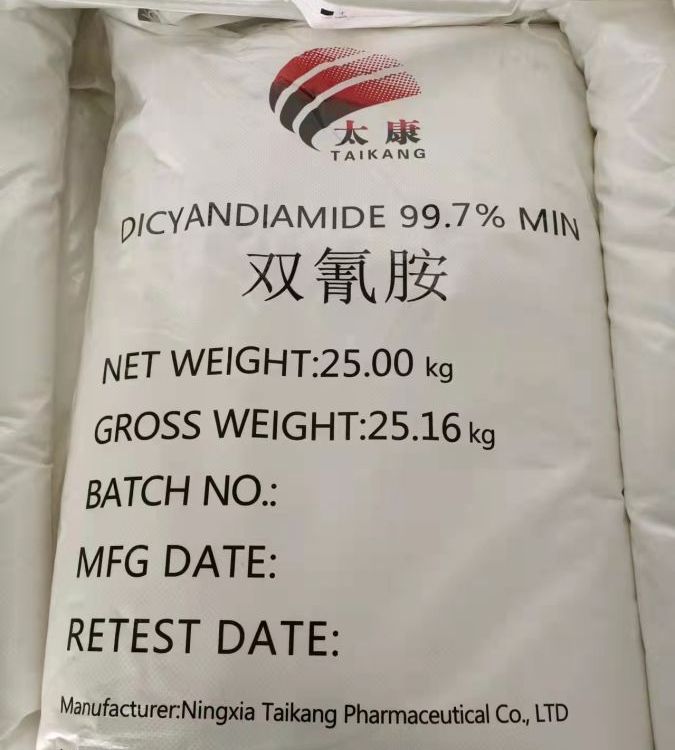 太康
TAIKANG
DICYANDIAMIDE 99.7% MIN
双氰胺
NET WEIGHT:25.00 kg
GROSS WEIGHT:25.16 kg
BATCH NO.:
MFG DATE:
RETEST DATE:
Manufacturer:Ningxia Taikang Pharmaceutical Co., LTD